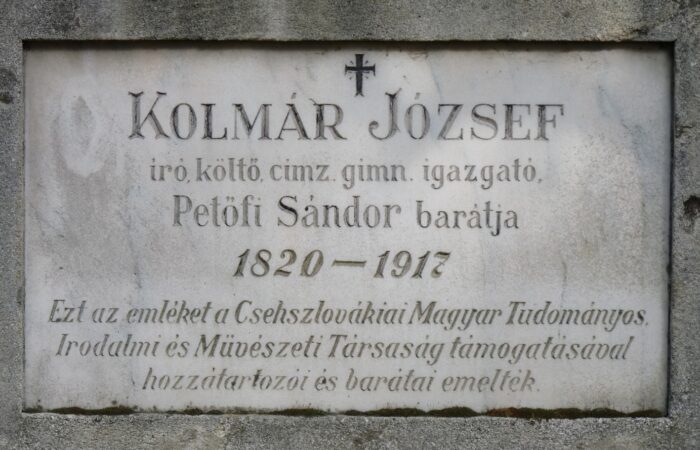 KOLMÁR JÓZSEF
iró, költő, cimz. gimn. igazgató,
Petőfi Sándor barátja
1820 — 1917
Ezt az emléket a Csehszlovákiai Magyar Tudományos,
Irodalmi és Művészeti Társaság támogatásával
hozzátartozói és barátai emelték.